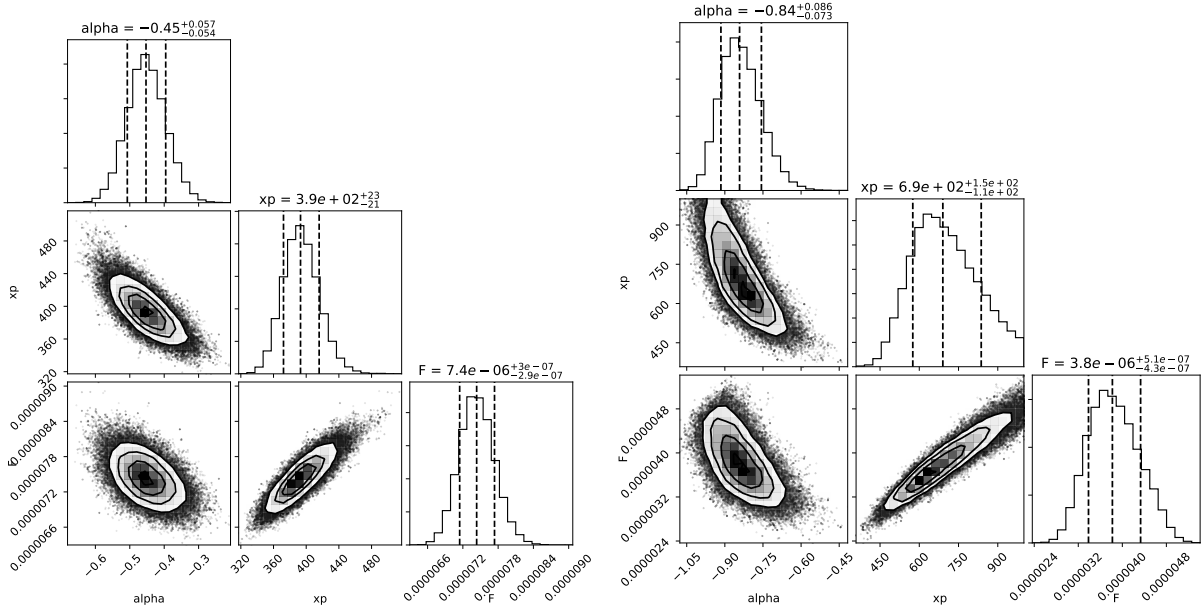 alpha = −0.45 +0.057 −0.054
xp = 3.9e + 02 +23 −21
F = 7.4e − 06 +3e−07 −2.9e−07
xp
480
440
400
360
320
F
0.0000090
0.0000084
0.0000078
0.0000072
0.0000066
−0.6
−0.5
−0.4
−0.3
alpha
320
360
400
440
480
xp
0.0000066
0.0000072
0.0000078
0.0000084
0.0000090
F
alpha = −0.84 +0.086 −0.073
xp = 6.9e + 02 +1.5e+02 −1.1e+02
F = 3.8e − 06 +5.1e−07 −4.3e−07
xp
900
750
600
450
F
0.0000048
0.0000040
0.0000032
0.0000024
−1.05
−0.90
−0.75
−0.60
−0.45
alpha
450
600
750
900
xp
0.0000024
0.0000032
0.0000040
0.0000048
F